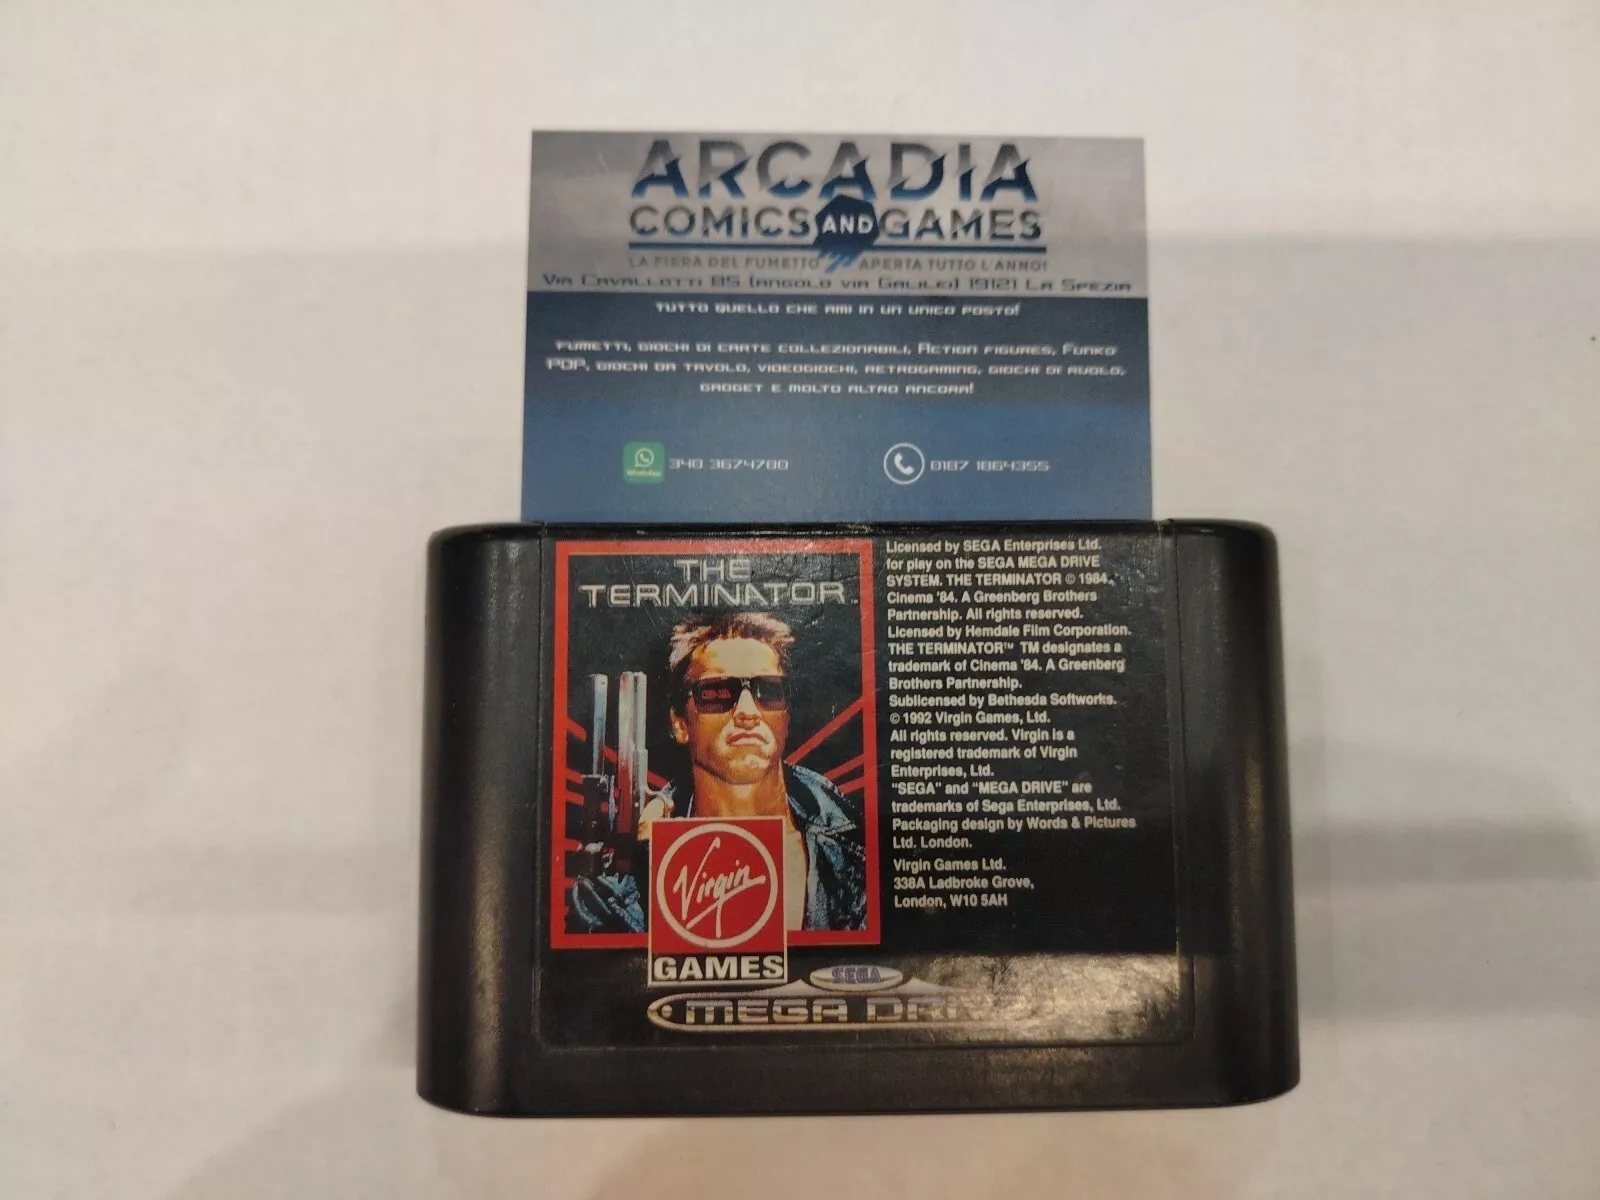 ARCADIA
COMICS AND GAMES
LA FIERA DEL FUMETTO APERTA TUTTO L'ANNO!
Via Cavallotti 85 (angolo via Galilei) 19121 La Spezia
TUTTO QUELLO CHE AMI IN UN UNICO POSTO!
FUMETTI, GIOCHI DI CARTE COLLEZIONABILI, ACTION FIGURES, FUNKO
POP, GIOCHI DA TAVOLO, VIDEOGIOCHI, RETROGAMING, GIOCHI DI RUOLO,
GADGET E MOLTO ALTRO ANCORA!
WhatsApp 340 3674780 0187 1864355
THE
TERMINATOR™
Virgin
GAMES
Licensed by SEGA Enterprises Ltd.
for play on the SEGA MEGA DRIVE
SYSTEM. THE TERMINATOR © 1984,
Cinema '84. A Greenberg Brothers
Partnership. All rights reserved.
Licensed by Hemdale Film Corporation.
THE TERMINATOR™ TM designates a
trademark of Cinema '84. A Greenberg
Brothers Partnership.
Sublicensed by Bethesda Softworks.
© 1992 Virgin Games, Ltd.
All rights reserved. Virgin is a
registered trademark of Virgin
Enterprises, Ltd.
"SEGA" and "MEGA DRIVE" are
trademarks of Sega Enterprises, Ltd.
Packaging design by Words & Pictures
Ltd. London.
Virgin Games Ltd.
338A Ladbroke Grove,
London, W10 5AH
SEGA
MEGA DRIVE